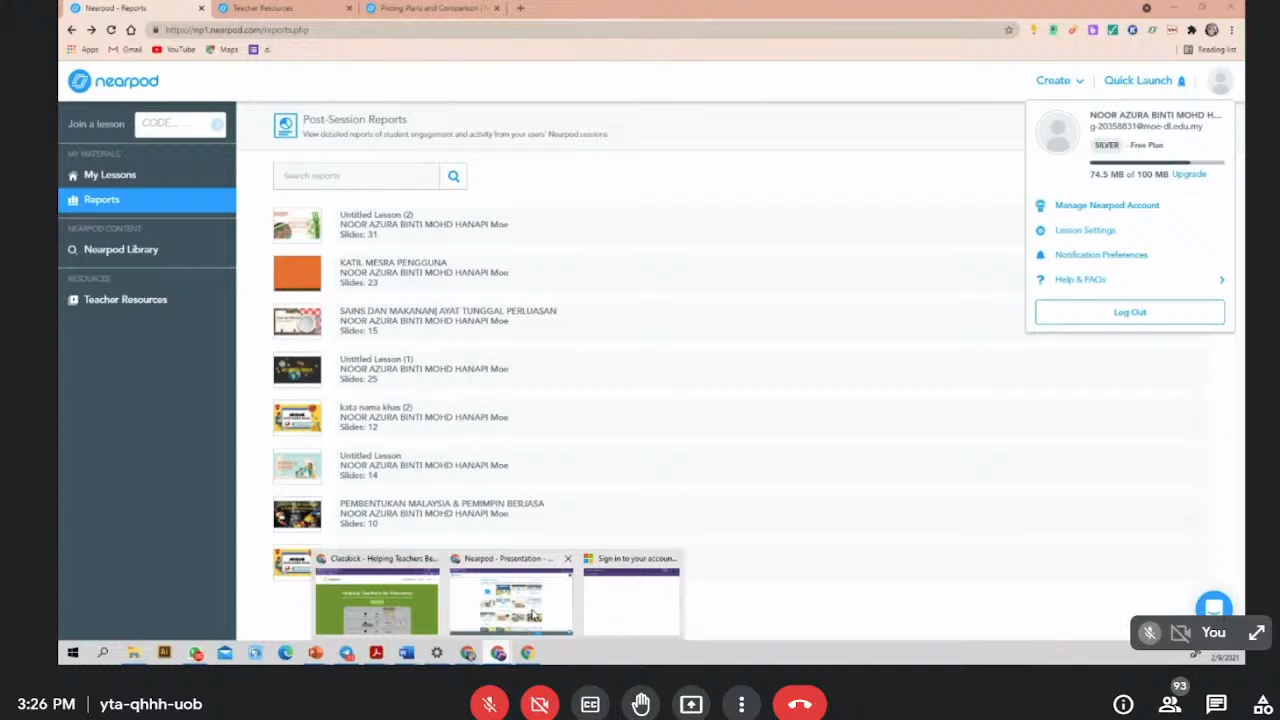 Nearpod - Reports
Teacher Resources
Pricing Plans and Comparison (
https://np1.nearpod.com/reports.php
Apps
Gmail
YouTube
Maps
.d.
Reading list
nearpod
Create
Quick Launch
Join a lesson
CODE...
MY MATERIALS
My Lessons
Reports
NEARPOD CONTENT
Nearpod Library
RESOURCES
Teacher Resources
Post-Session Reports
View detailed reports of student engagement and activity from your users' Nearpod sessions
Search reports
Untitled Lesson (2)
NOOR AZURA BINTI MOHD HANAPI Moe
Slides: 31
KATIL MESRA PENGGUNA
NOOR AZURA BINTI MOHD HANAPI Moe
Slides: 23
SAINS DAN MAKANAN| AYAT TUNGGAL PERLUASAN
NOOR AZURA BINTI MOHD HANAPI Moe
Slides: 15
Untitled Lesson (1)
NOOR AZURA BINTI MOHD HANAPI Moe
Slides: 25
kata nama khas (2)
NOOR AZURA BINTI MOHD HANAPI Moe
Slides: 12
Untitled Lesson
NOOR AZURA BINTI MOHD HANAPI Moe
Slides: 14
PEMBENTUKAN MALAYSIA & PEMIMPIN BERJASA
NOOR AZURA BINTI MOHD HANAPI Moe
Slides: 10
NOOR AZURA BINTI MOHD H...
g-20358831@moe-dl.edu.my
SILVER · Free Plan
74.5 MB of 100 MB Upgrade
Manage Nearpod Account
Lesson Settings
Notification Preferences
Help & FAQs
Log Out
Classkick - Helping Teachers Be...
Nearpod - Presentation - ...
Sign in to your accoun...
You
2/9/2021
3:26 PM | yta-qhhh-uob
93